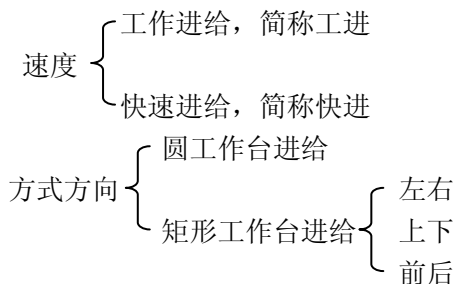 工作进给，简称工进
速度
快速进给，简称快进
圆工作台进给
方式方向
左右
矩形工作台进给
上下
前后